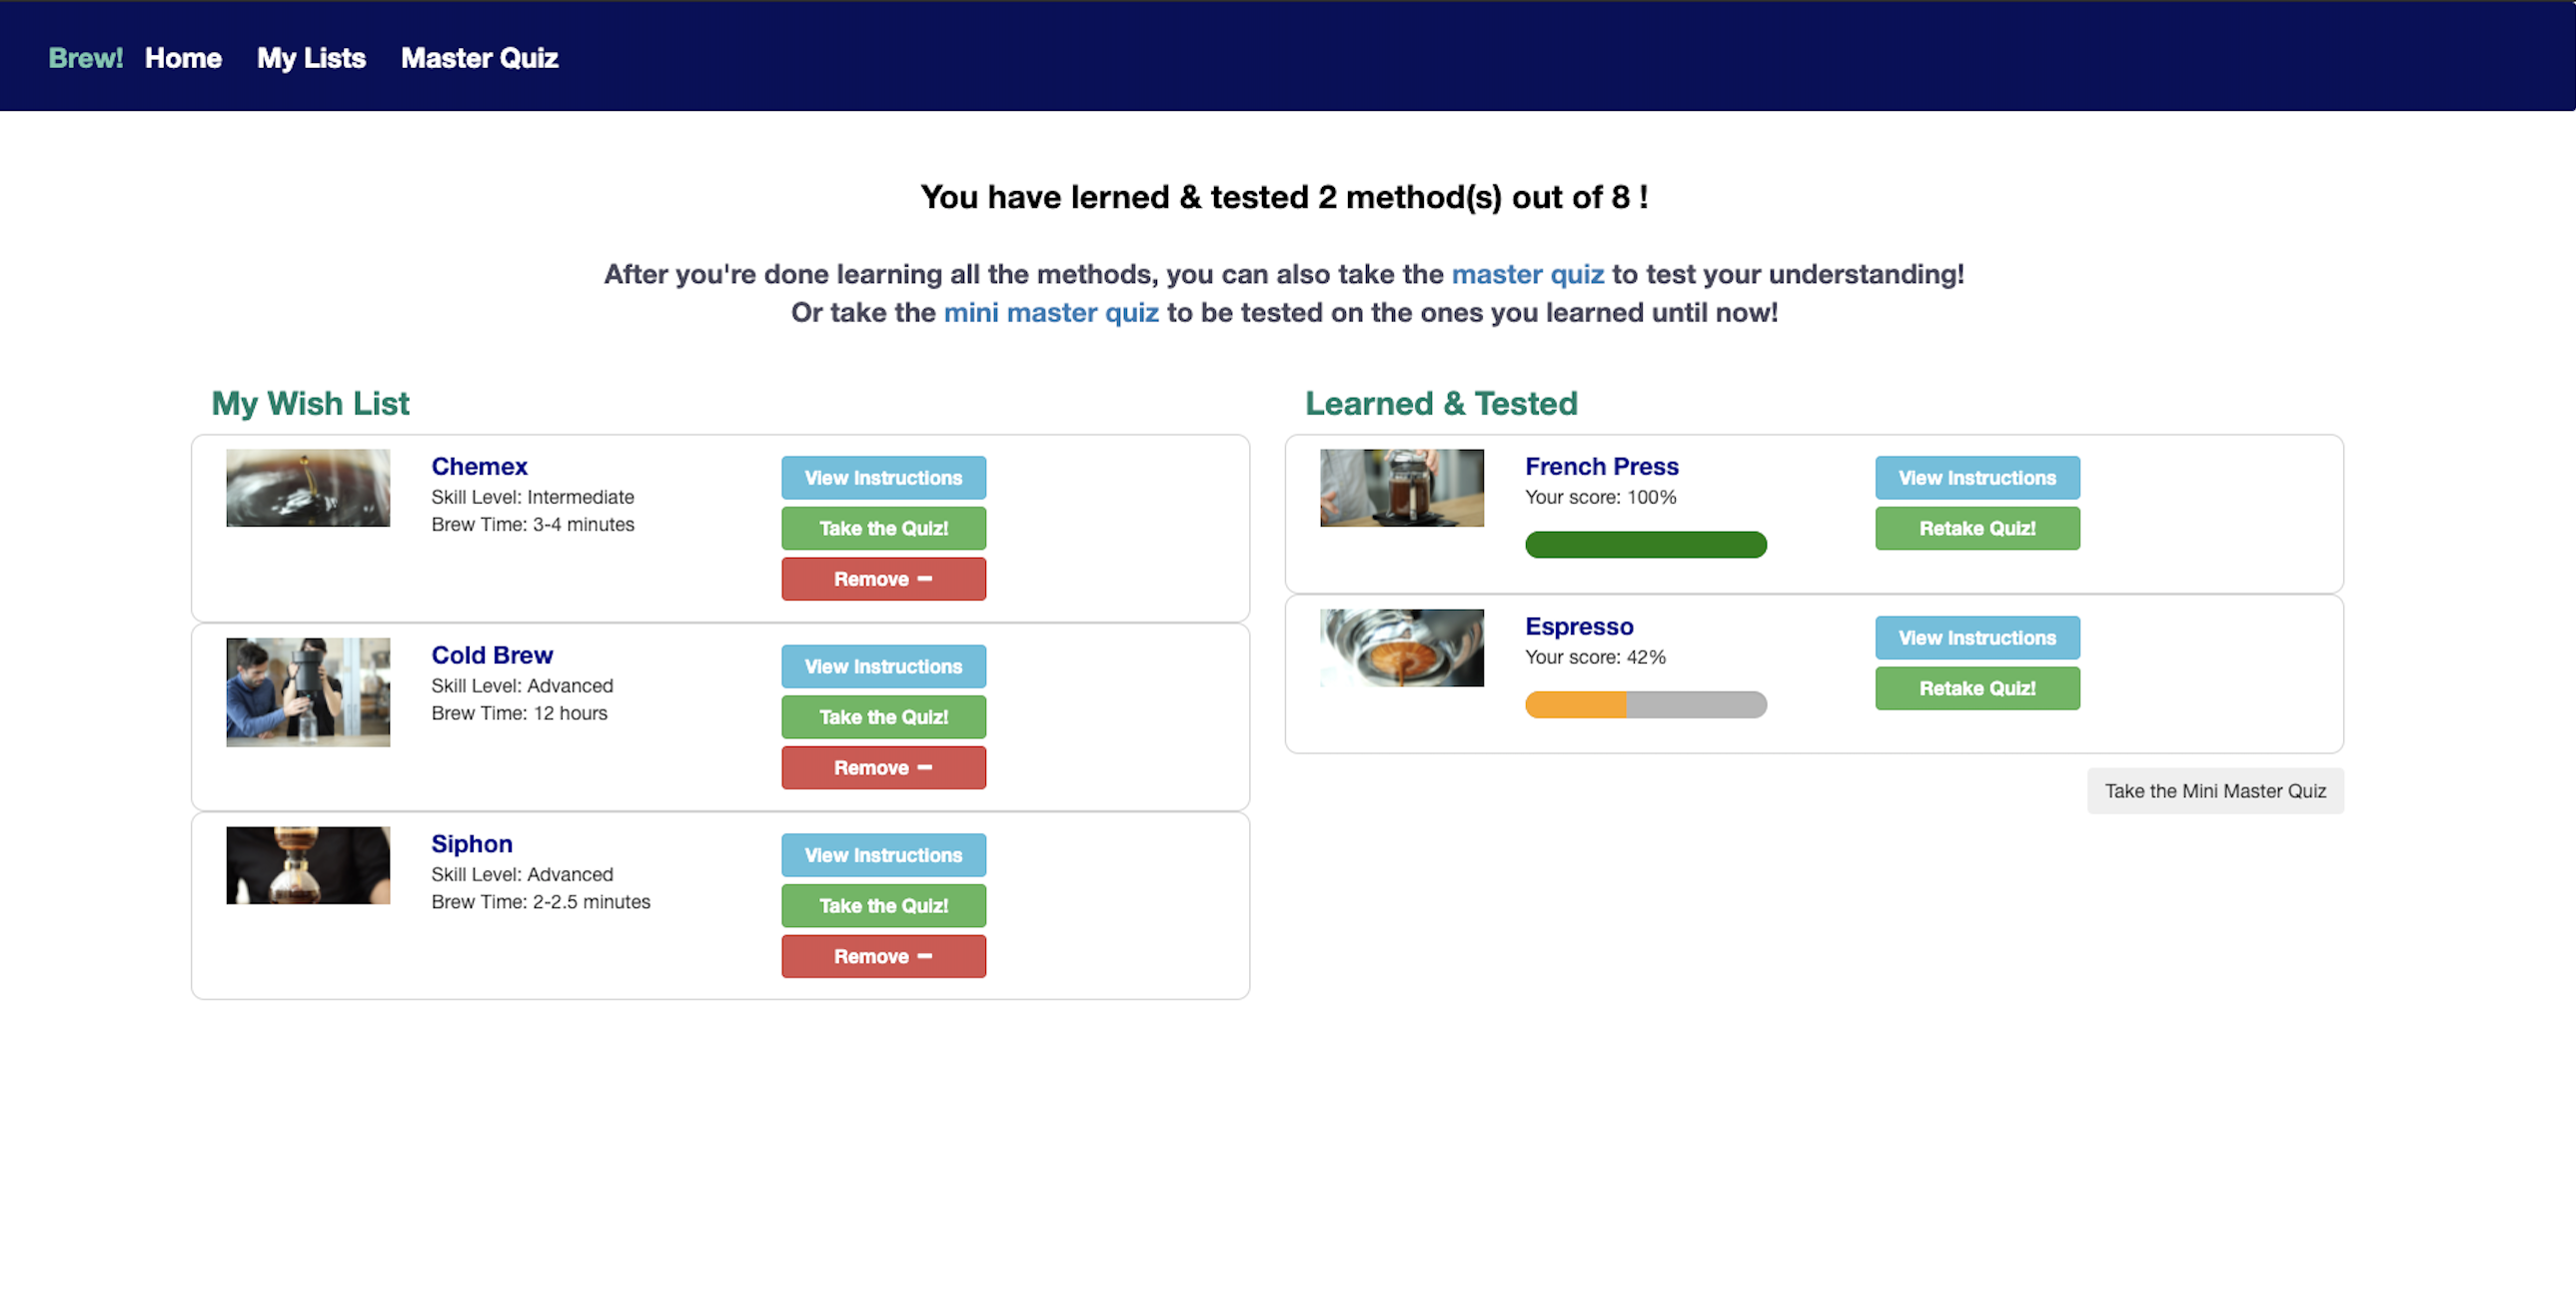 Brew! Home My Lists Master Quiz
You have lerned & tested 2 method(s) out of 8 !
After you're done learning all the methods, you can also take the master quiz to test your understanding!
Or take the mini master quiz to be tested on the ones you learned until now!
My Wish List
Chemex
Skill Level: Intermediate
Brew Time: 3-4 minutes
View Instructions
Take the Quiz!
Remove −
Cold Brew
Skill Level: Advanced
Brew Time: 12 hours
View Instructions
Take the Quiz!
Remove −
Siphon
Skill Level: Advanced
Brew Time: 2-2.5 minutes
View Instructions
Take the Quiz!
Remove −
Learned & Tested
French Press
Your score: 100%
View Instructions
Retake Quiz!
Espresso
Your score: 42%
View Instructions
Retake Quiz!
Take the Mini Master Quiz